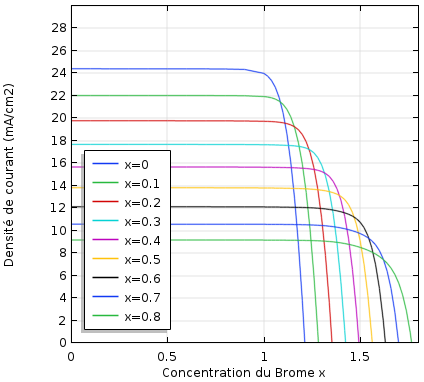 Densité de courant (mA/cm2)
28
26
24
22
20
18
16
14
12
10
8
6
4
2
0
x=0
x=0.1
x=0.2
x=0.3
x=0.4
x=0.5
x=0.6
x=0.7
x=0.8
0 0.5 1 1.5
Concentration du Brome x